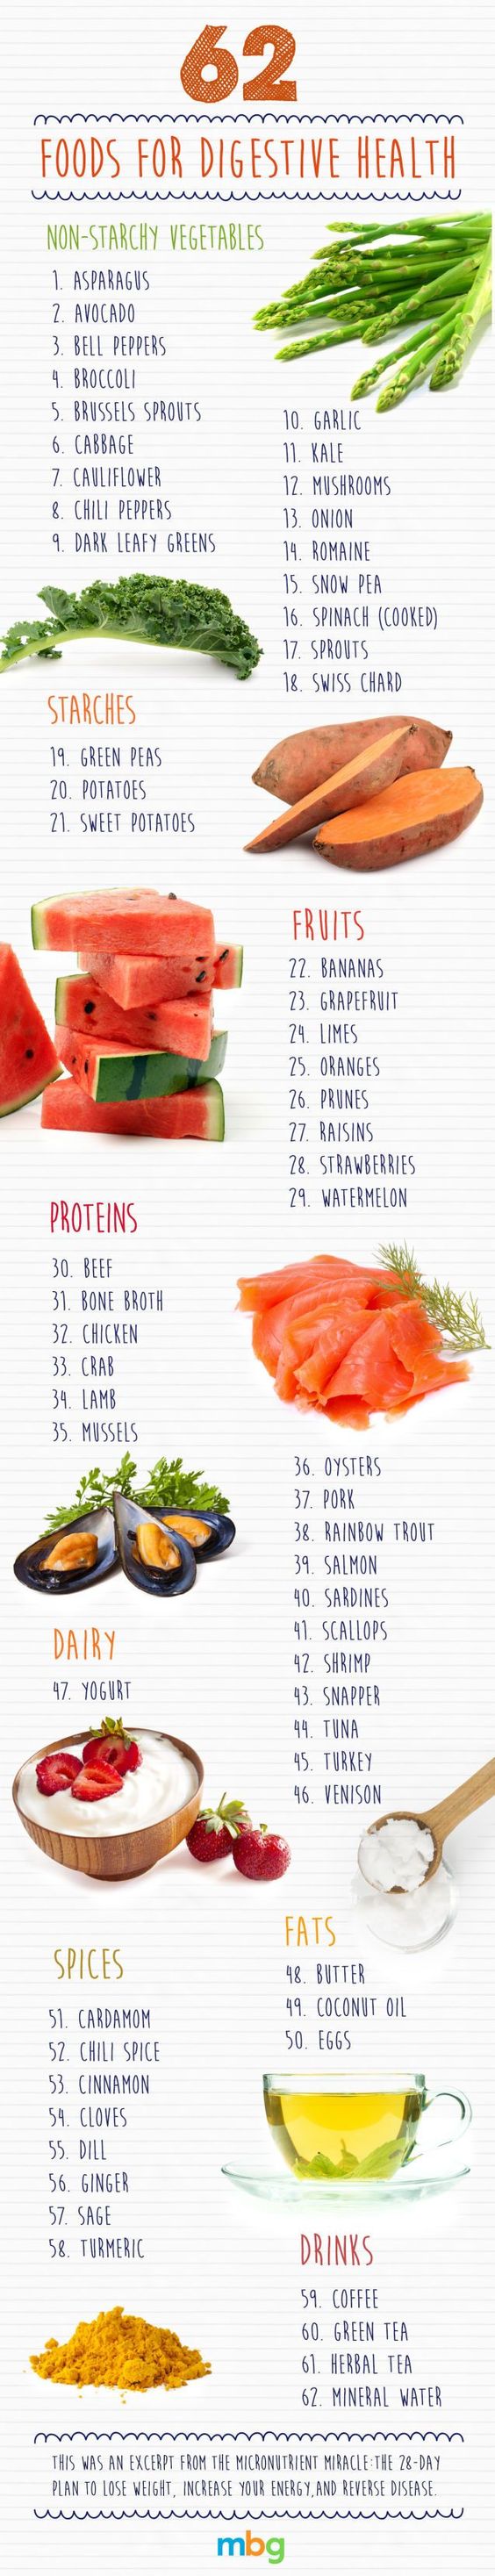 62
FOODS FOR DIGESTIVE HEALTH
NON-STARCHY VEGETABLES
1. ASPARAGUS
2. AVOCADO
3. BELL PEPPERS
4. BROCCOLI
5. BRUSSELS SPROUTS
6. CABBAGE
7. CAULIFLOWER
8. CHILI PEPPERS
9. DARK LEAFY GREENS
10. GARLIC
11. KALE
12. MUSHROOMS
13. ONION
14. ROMAINE
15. SNOW PEA
16. SPINACH (COOKED)
17. SPROUTS
18. SWISS CHARD
STARCHES
19. GREEN PEAS
20. POTATOES
21. SWEET POTATOES
FRUITS
22. BANANAS
23. GRAPEFRUIT
24. LIMES
25. ORANGES
26. PRUNES
27. RAISINS
28. STRAWBERRIES
29. WATERMELON
PROTEINS
30. BEEF
31. BONE BROTH
32. CHICKEN
33. CRAB
34. LAMB
35. MUSSELS
36. OYSTERS
37. PORK
38. RAINBOW TROUT
39. SALMON
40. SARDINES
41. SCALLOPS
42. SHRIMP
43. SNAPPER
44. TUNA
45. TURKEY
46. VENISON
DAIRY
47. YOGURT
FATS
48. BUTTER
49. COCONUT OIL
50. EGGS
SPICES
51. CARDAMOM
52. CHILI SPICE
53. CINNAMON
54. CLOVES
55. DILL
56. GINGER
57. SAGE
58. TURMERIC
DRINKS
59. COFFEE
60. GREEN TEA
61. HERBAL TEA
62. MINERAL WATER
THIS WAS AN EXCERPT FROM THE MICRONUTRIENT MIRACLE:THE 28-DAY
PLAN TO LOSE WEIGHT, INCREASE YOUR ENERGY,AND REVERSE DISEASE.
mbg